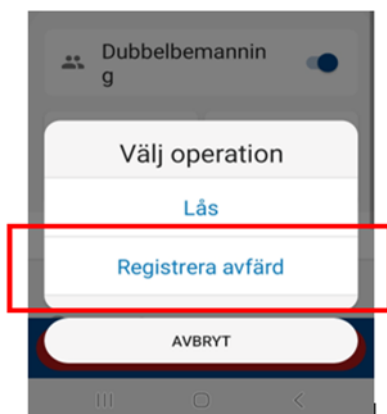 Dubbelbemannin
g
Välj operation
Lås
Registrera avfärd
AVBRYT